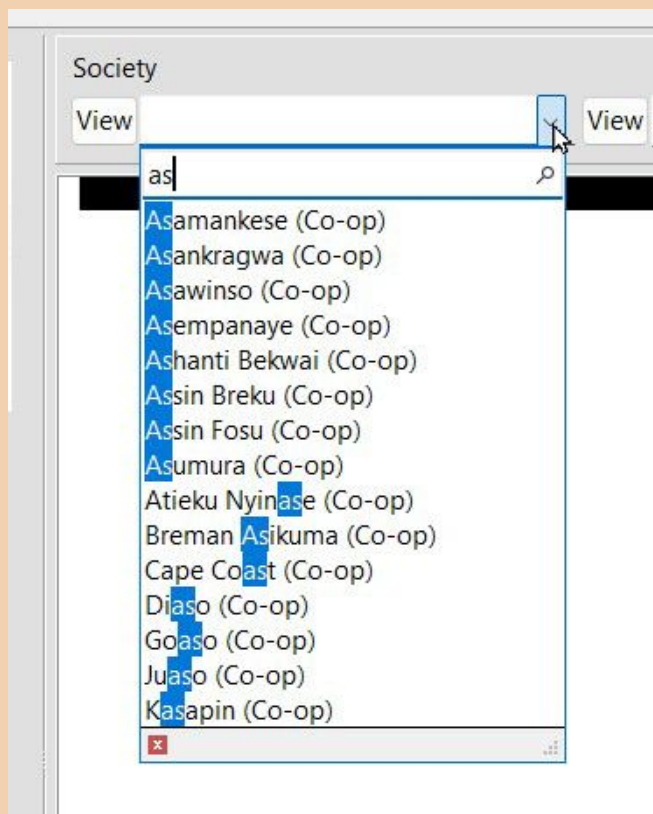 Society
View View
as
Asamankese (Co-op)
Asankragwa (Co-op)
Asawinso (Co-op)
Asempanaye (Co-op)
Ashanti Bekwai (Co-op)
Assin Breku (Co-op)
Assin Fosu (Co-op)
Asumura (Co-op)
Atieku Nyinase (Co-op)
Breman Asikuma (Co-op)
Cape Coast (Co-op)
Diaso (Co-op)
Goaso (Co-op)
Juaso (Co-op)
Kasapin (Co-op)